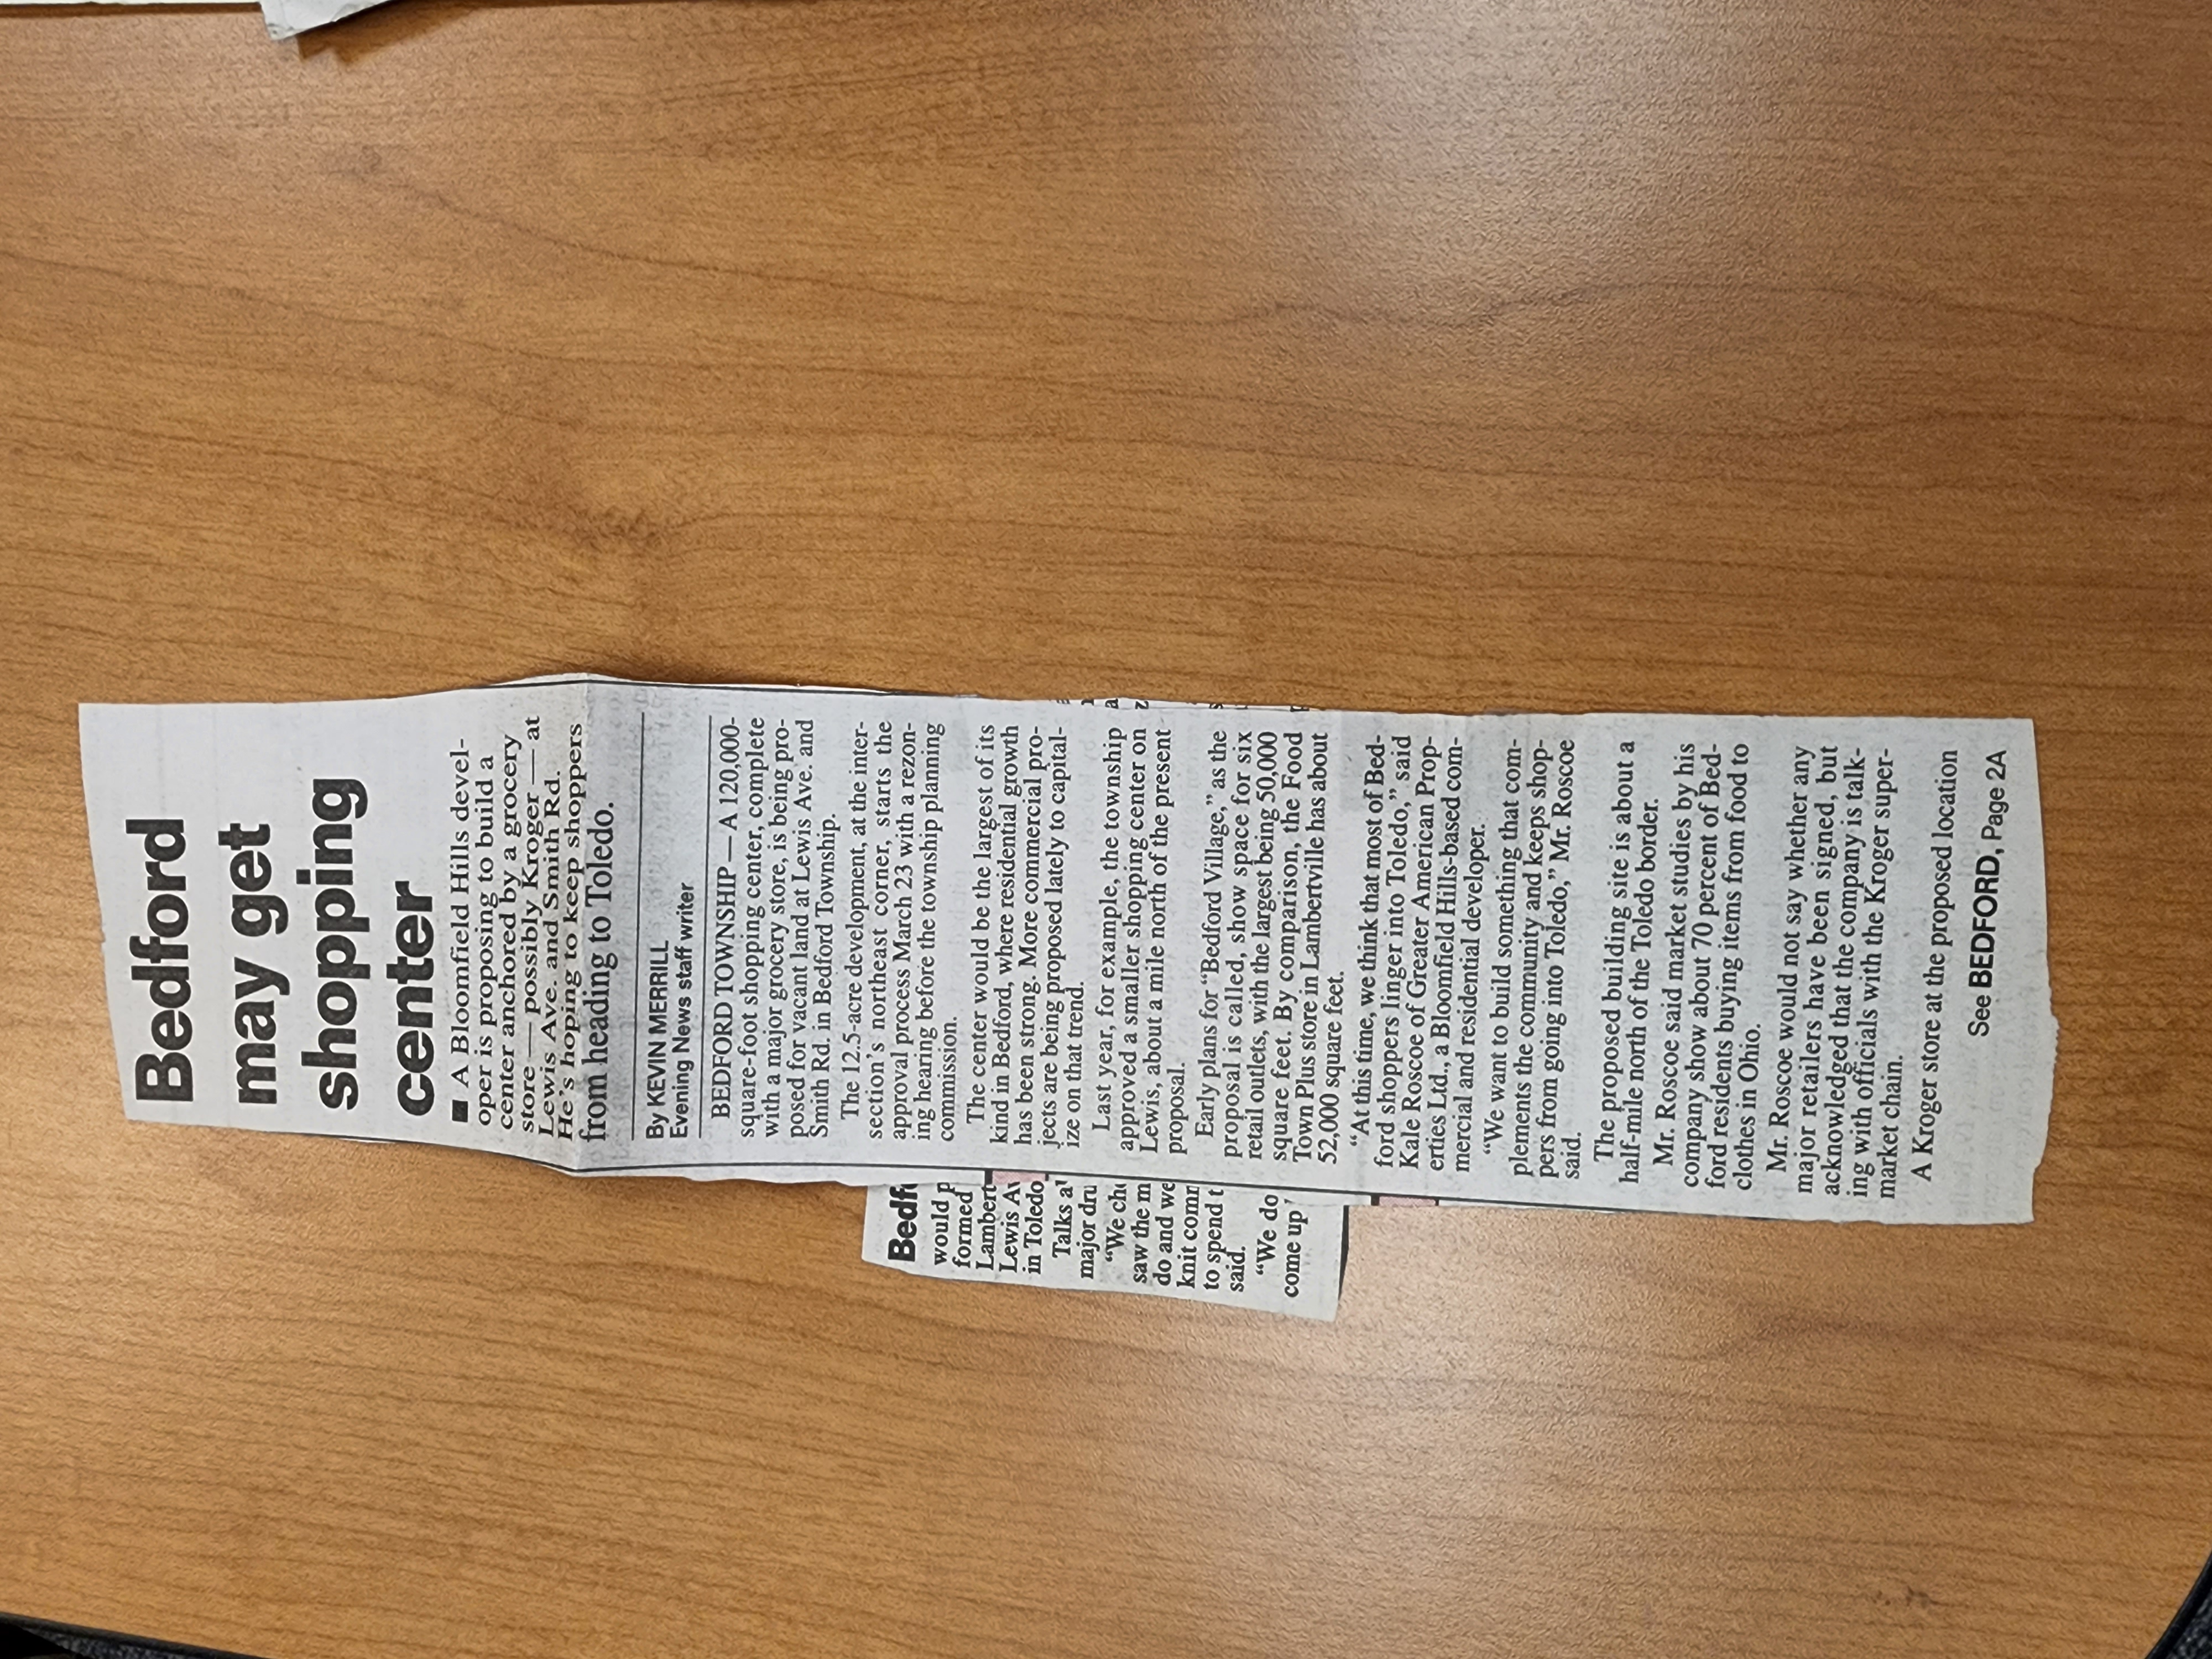 Bedford
may get
shopping
center
■ A Bloomfield Hills devel-
oper is proposing to build a
center anchored by a grocery
store — possibly Kroger — at
Lewis Ave. and Smith Rd.
He's hoping to keep shoppers
from heading to Toledo.
By KEVIN MERRILL
Evening News staff writer
BEDFORD TOWNSHIP — A 120,000-
square-foot shopping center, complete
with a major grocery store, is being pro-
posed for vacant land at Lewis Ave. and
Smith Rd. in Bedford Township.
The 12.5-acre development, at the inter-
section's northeast corner, starts the
approval process March 23 with a rezon-
ing hearing before the township planning
commission.
The center would be the largest of its
kind in Bedford, where residential growth
has been strong. More commercial pro-
jects are being proposed lately to capital-
ize on that trend.
Last year, for example, the township
approved a smaller shopping center on
Lewis, about a mile north of the present
proposal.
Early plans for "Bedford Village," as the
proposal is called, show space for six
retail outlets, with the largest being 50,000
square feet. By comparison, the Food
Town Plus store in Lambertville has about
52,000 square feet.
"At this time, we think that most of Bed-
ford shoppers linger into Toledo," said
Kale Roscoe of Greater American Prop-
erties Ltd., a Bloomfield Hills-based com-
mercial and residential developer.
"We want to build something that com-
plements the community and keeps shop-
pers from going into Toledo," Mr. Roscoe
said.
The proposed building site is about a
half-mile north of the Toledo border.
Mr. Roscoe said market studies by his
company show about 70 percent of Bed-
ford residents buying items from food to
clothes in Ohio.
Mr. Roscoe would not say whether any
major retailers have been signed, but
acknowledged that the company is talk-
ing with officials with the Kroger super-
market chain.
A Kroger store at the proposed location
See BEDFORD, Page 2A
Bedf
would p
formed
Lambert
Lewis Av
in Toledo
Talks a
major dru
"We cho
saw the m
do and we
knit comm
to spend t
said.
"We do
come up